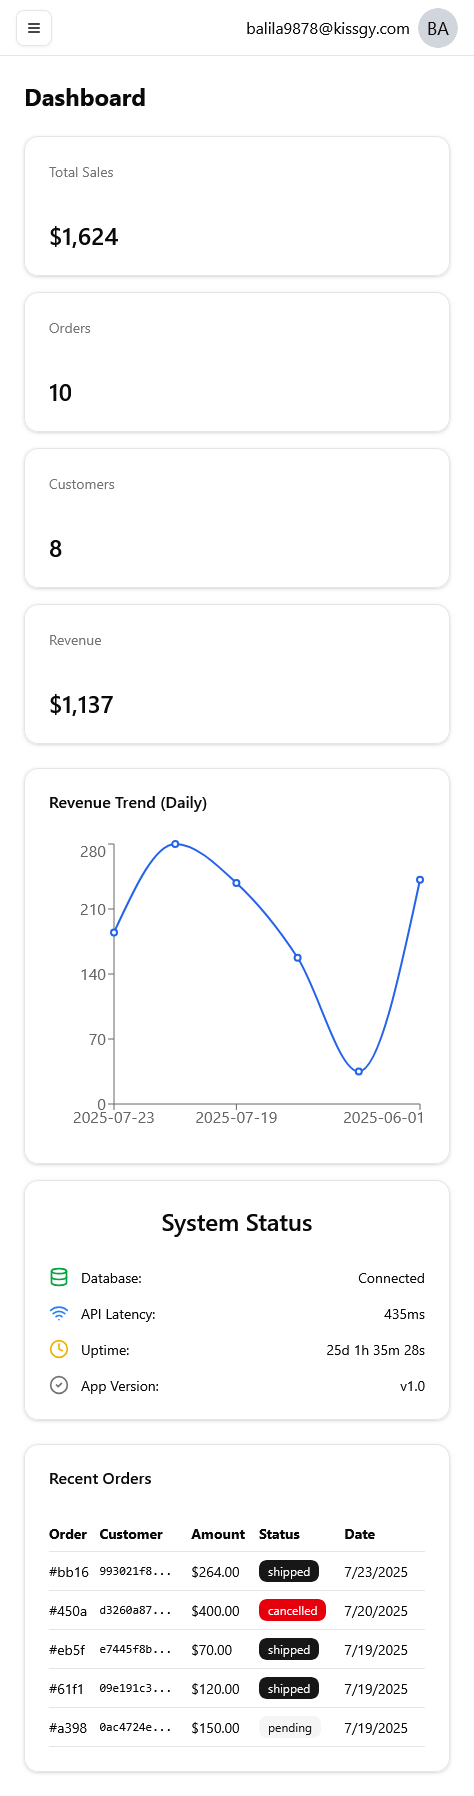 balila9878@kissgy.com BA
Dashboard
Total Sales
$1,624
Orders
10
Customers
8
Revenue
$1,137
Revenue Trend (Daily)
280
210
140
70
0
2025-07-23 2025-07-19 2025-06-01
System Status
Database: Connected
API Latency: 435ms
Uptime: 25d 1h 35m 28s
App Version: v1.0
Recent Orders
Order Customer Amount Status Date
#bb16 993021f8... $264.00 shipped 7/23/2025
#450a d3260a87... $400.00 cancelled 7/20/2025
#eb5f e7445f8b... $70.00 shipped 7/19/2025
#61f1 09e191c3... $120.00 shipped 7/19/2025
#a398 0ac4724e... $150.00 pending 7/19/2025